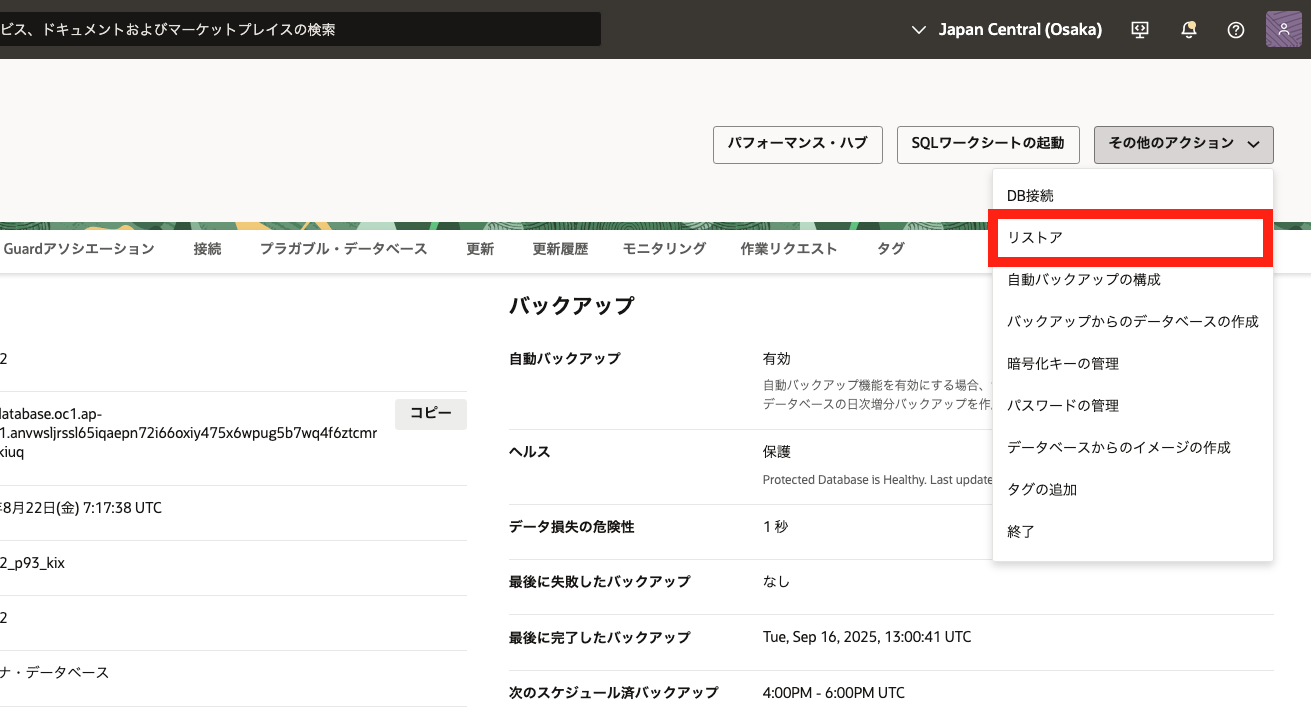 ビス、ドキュメントおよびマーケットプレイスの検索
Japan Central (Osaka)
パフォーマンス・ハブ
SQLワークシートの起動
その他のアクション
DB接続
リストア
自動バックアップの構成
バックアップからのデータベースの作成
暗号化キーの管理
パスワードの管理
データベースからのイメージの作成
タグの追加
終了
Guardアソシエーション
接続
プラガブル・データベース
更新
更新履歴
モニタリング
作業リクエスト
タグ
2
database.oc1.ap-
1.anvwsljrssl65iqaepn72i66oxiy475x6wpug5b7wq4f6ztcmr
kiuq
コピー
8月22日(金) 7:17:38 UTC
2_p93_kix
2
ナ・データベース
バックアップ
自動バックアップ
有効
自動バックアップ機能を有効にする場合、
データベースの日次増分バックアップを作
ヘルス
保護
Protected Database is Healthy. Last update
データ損失の危険性
1 秒
最後に失敗したバックアップ
なし
最後に完了したバックアップ
Tue, Sep 16, 2025, 13:00:41 UTC
次のスケジュール済バックアップ
4:00PM - 6:00PM UTC